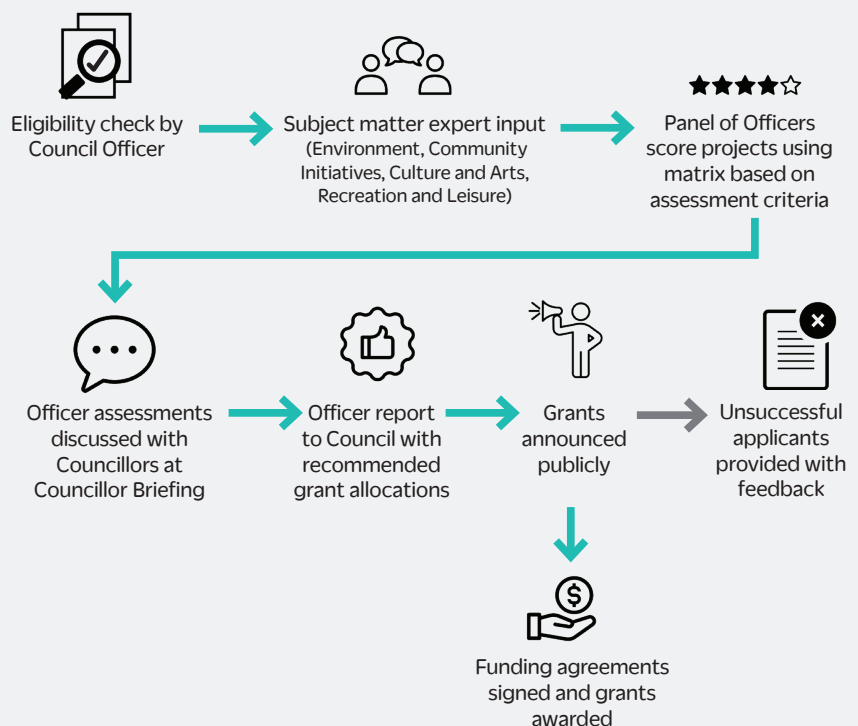 Eligibility check by
Council Officer
Subject matter expert input
(Environment, Community
Initiatives, Culture and Arts,
Recreation and Leisure)
Panel of Officers
score projects using
matrix based on
assessment criteria
Officer assessments
discussed with
Councillors at
Councillor Briefing
Officer report
to Council with
recommended
grant allocations
Grants
announced
publicly
Unsuccessful
applicants
provided with
feedback
$
Funding agreements
signed and grants
awarded